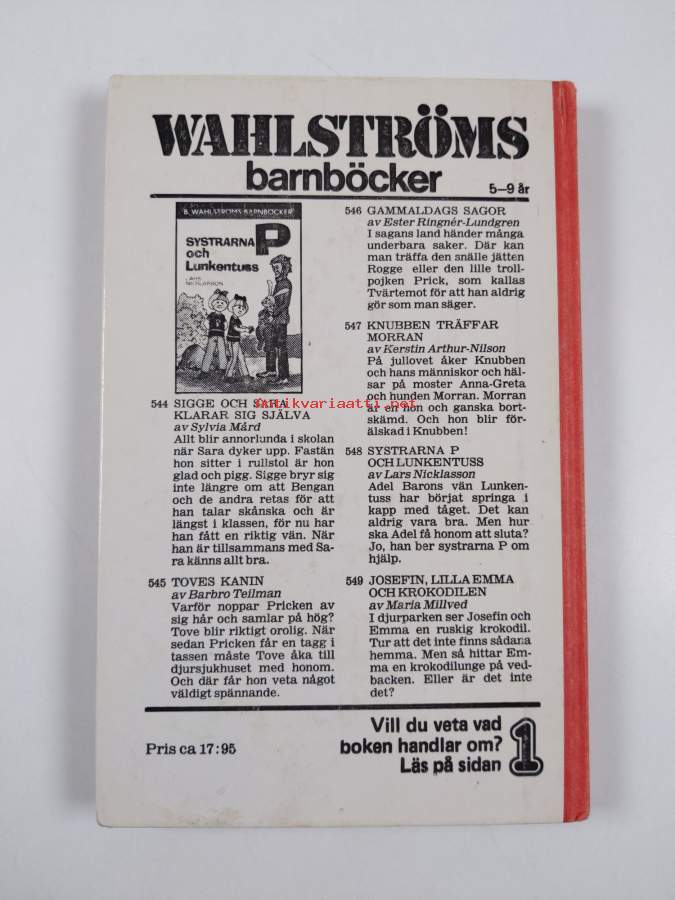 WAHLSTRÖMS
barnböcker
5–9 år
B. WAHLSTRÖMS BARNBÖCKER
SYSTRARNA P
och
Lunkentuss
LARS
NICKLASSON
544 SIGGE OCH SARA
KLARAR SIG SJÄLVA
av Sylvia Mård
Allt blir annorlunda i skolan
när Sara dyker upp. Fastän
hon sitter i rullstol är hon
glad och pigg. Sigge bryr sig
inte längre om att Bengan
och de andra retas för att
han talar skånska och är
längst i klassen, för nu har
han fått en riktig vän. När
han är tillsammans med Sa-
ra känns allt bra.
545 TOVES KANIN
av Barbro Teilman
Varför noppar Pricken av
sig hår och samlar på hög?
Tove blir riktigt orolig. När
sedan Pricken får en tagg i
tassen måste Tove åka till
djursjukhuset med honom.
Och där får hon veta något
väldigt spännande.
546 GAMMALDAGS SAGOR
av Ester Ringnér-Lundgren
I sagans land händer många
underbara saker. Där kan
man träffa den snälle jätten
Rogge eller den lille troll-
pojken Prick, som kallas
Tvärtemot för att han aldrig
gör som man säger.
547 KNUBBEN TRÄFFAR
MORRAN
av Kerstin Arthur-Nilson
På jullovet åker Knubben
och hans människor och häl-
sar på moster Anna-Greta
och hunden Morran. Morran
är en hon och ganska bort-
skämd. Och hon blir för-
älskad i Knubben!
548 SYSTRARNA P
OCH LUNKENTUSS
av Lars Nicklasson
Adel Barons vän Lunken-
tuss har börjat springa i
kapp med tåget. Det kan
aldrig vara bra. Men hur
ska Adel få honom att sluta?
Jo, han ber systrarna P om
hjälp.
549 JOSEFIN, LILLA EMMA
OCH KROKODILEN
av Maria Millved
I djurparken ser Josefin och
Emma en ruskig krokodil.
Tur att det inte finns sådana
hemma. Men så hittar Em-
ma en krokodilunge på ved-
backen. Eller är det inte
det?
antikvariaatti.net
Pris ca 17:95
Vill du veta vad
boken handlar om?
Läs på sidan 1